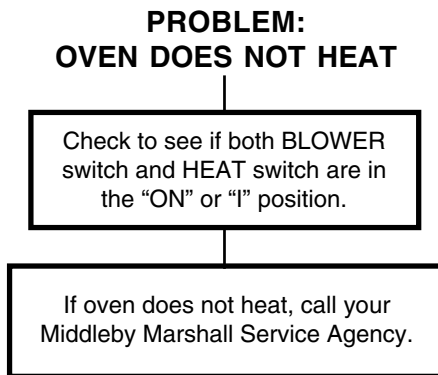 PROBLEM:
OVEN DOES NOT HEAT
Check to see if both BLOWER
switch and HEAT switch are in
the “ON” or “I” position.
If oven does not heat, call your
Middleby Marshall Service Agency.